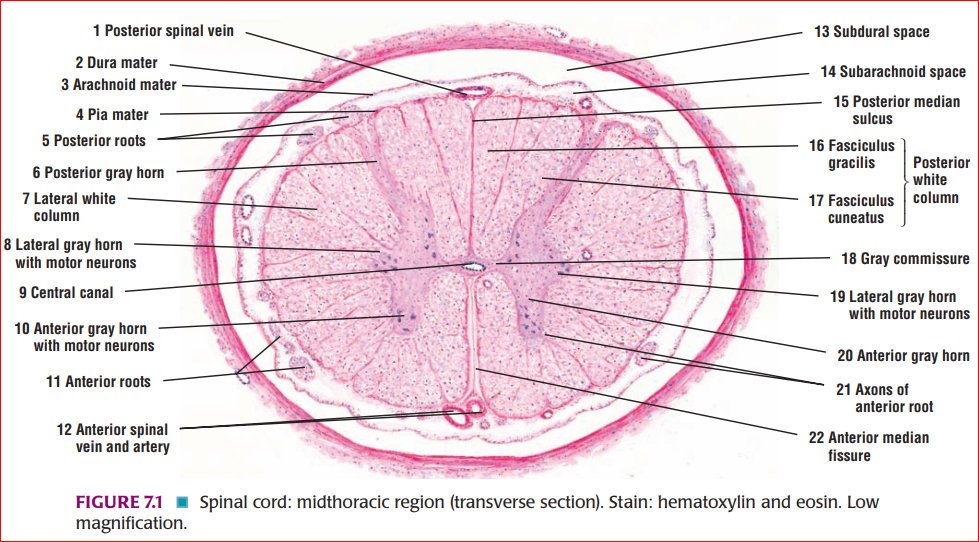 1 Posterior spinal vein
2 Dura mater
3 Arachnoid mater
4 Pia mater
5 Posterior roots
6 Posterior gray horn
7 Lateral white
column
8 Lateral gray horn
with motor neurons
9 Central canal
10 Anterior gray horn
with motor neurons
11 Anterior roots
12 Anterior spinal
vein and artery
13 Subdural space
14 Subarachnoid space
15 Posterior median
sulcus
16 Fasciculus
gracilis
17 Fasciculus
cuneatus
Posterior
white
column
18 Gray commissure
19 Lateral gray horn
with motor neurons
20 Anterior gray horn
21 Axons of
anterior root
22 Anterior median
fissure
FIGURE 7.1 ■ Spinal cord: midthoracic region (transverse section). Stain: hematoxylin and eosin. Low
magnification.